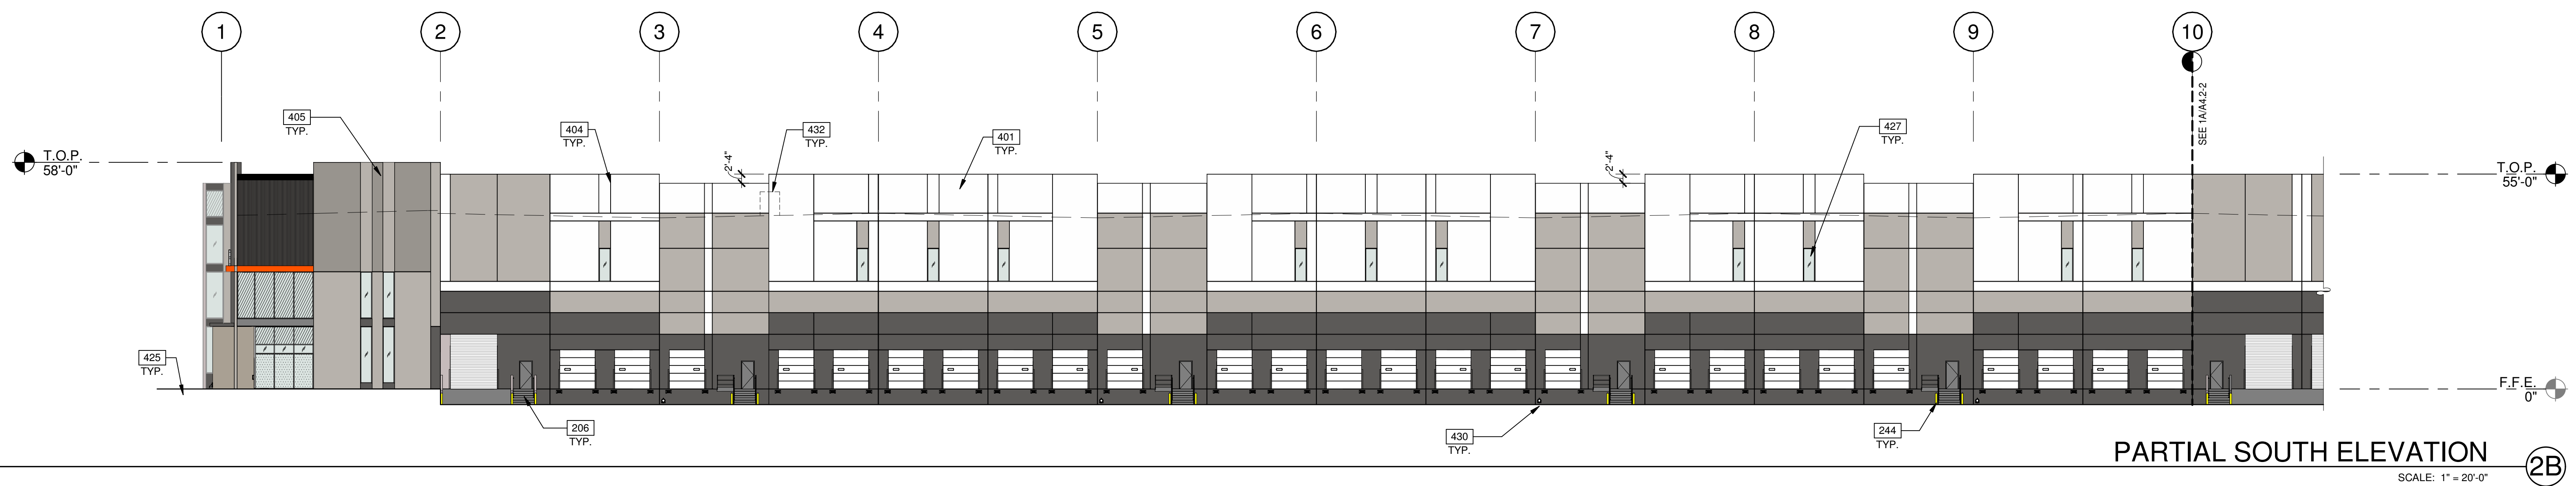 1 2 3 4 5 6 7 8 9 10
SEE 1A/A4.2-2
405
TYP.
404
TYP.
432
TYP.
401
TYP.
427
TYP.
T.O.P.
58'-0"
2'-4"
2'-4"
T.O.P.
55'-0"
425
TYP.
F.F.E.
0"
206
TYP.
430
TYP.
244
TYP.
PARTIAL SOUTH ELEVATION
2B
SCALE: 1" = 20'-0"